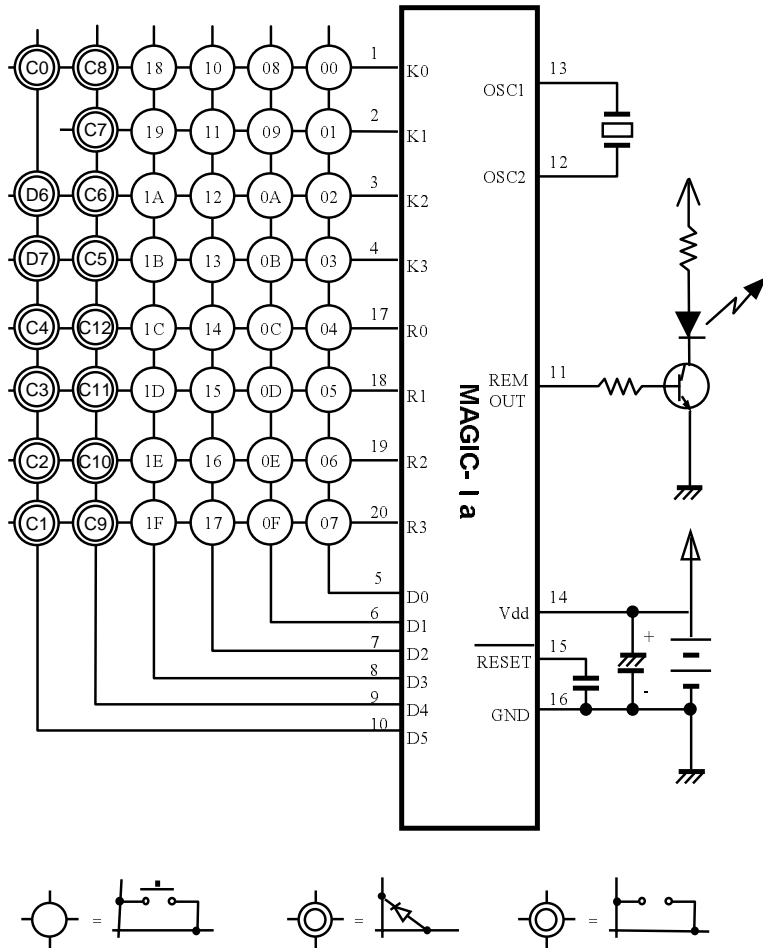 C0 C8 18 10 08 00 1 K0
C7 19 11 09 01 2 K1
D6 C6 1A 12 0A 02 3 K2
D7 C5 1B 13 0B 03 4 K3
C4 C12 1C 14 0C 04 17 R0
C3 C11 1D 15 0D 05 18 R1
C2 C10 1E 16 0E 06 19 R2
C1 C9 1F 17 0F 07 20 R3
5 D0
6 D1
7 D2
8 D3
9 D4
10 D5
MAGIC- I a
OSC1 13
OSC2 12
REM 11
OUT
Vdd 14
+
RESET 15
-
GND 16
= = =